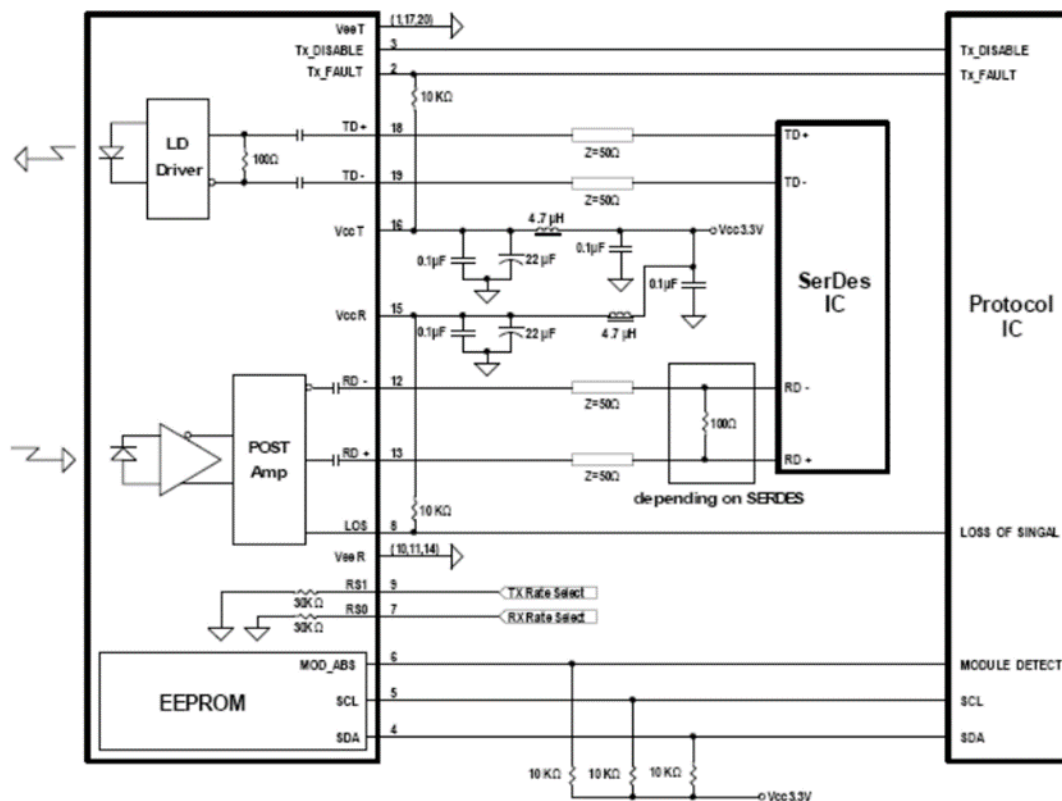 VeeT (1,17,20)
Tx_DISABLE 3 Tx_DISABLE
Tx_FAULT 2 Tx_FAULT
10 KΩ
TD+ 18 TD+
LD
Driver
100Ω
Z=50Ω
TD - 19 TD-
Z=50Ω
4.7 µH
VccT 16 Vcc3.3V
0.1µF 22 µF 0.1µF
0.1µF
SerDes
IC
Protocol
IC
VccR 15
0.1µF 22 µF 4.7 µH
RD - 12 RD -
Z=50Ω
100Ω
POST
Amp
RD + 13 RD +
Z=50Ω
depending on SERDES
10 KΩ
LOS 8 LOSS OF SINGAL
VeeR (10,11,14)
RS1 9 TX Rate Select
30KΩ
RS0 7 RX Rate Select
30KΩ
MOD_ABS 6 MODULE DETECT
EEPROM
SCL 5 SCL
SDA 4 SDA
10 KΩ 10 KΩ 10 KΩ
Vcc3.3V